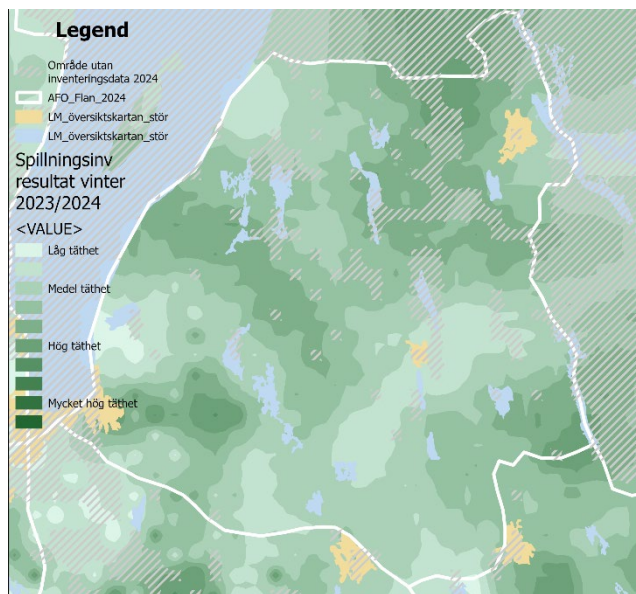 Legend
Område utan
inventeringsdata 2024
AFO_Flan_2024
LM_översiktskartan_stör
LM_översiktskartan_stör
Spillningsinv
resultat vinter
2023/2024
<VALUE>
Låg täthet
Medel täthet
Hög täthet
Mycket hög täthet